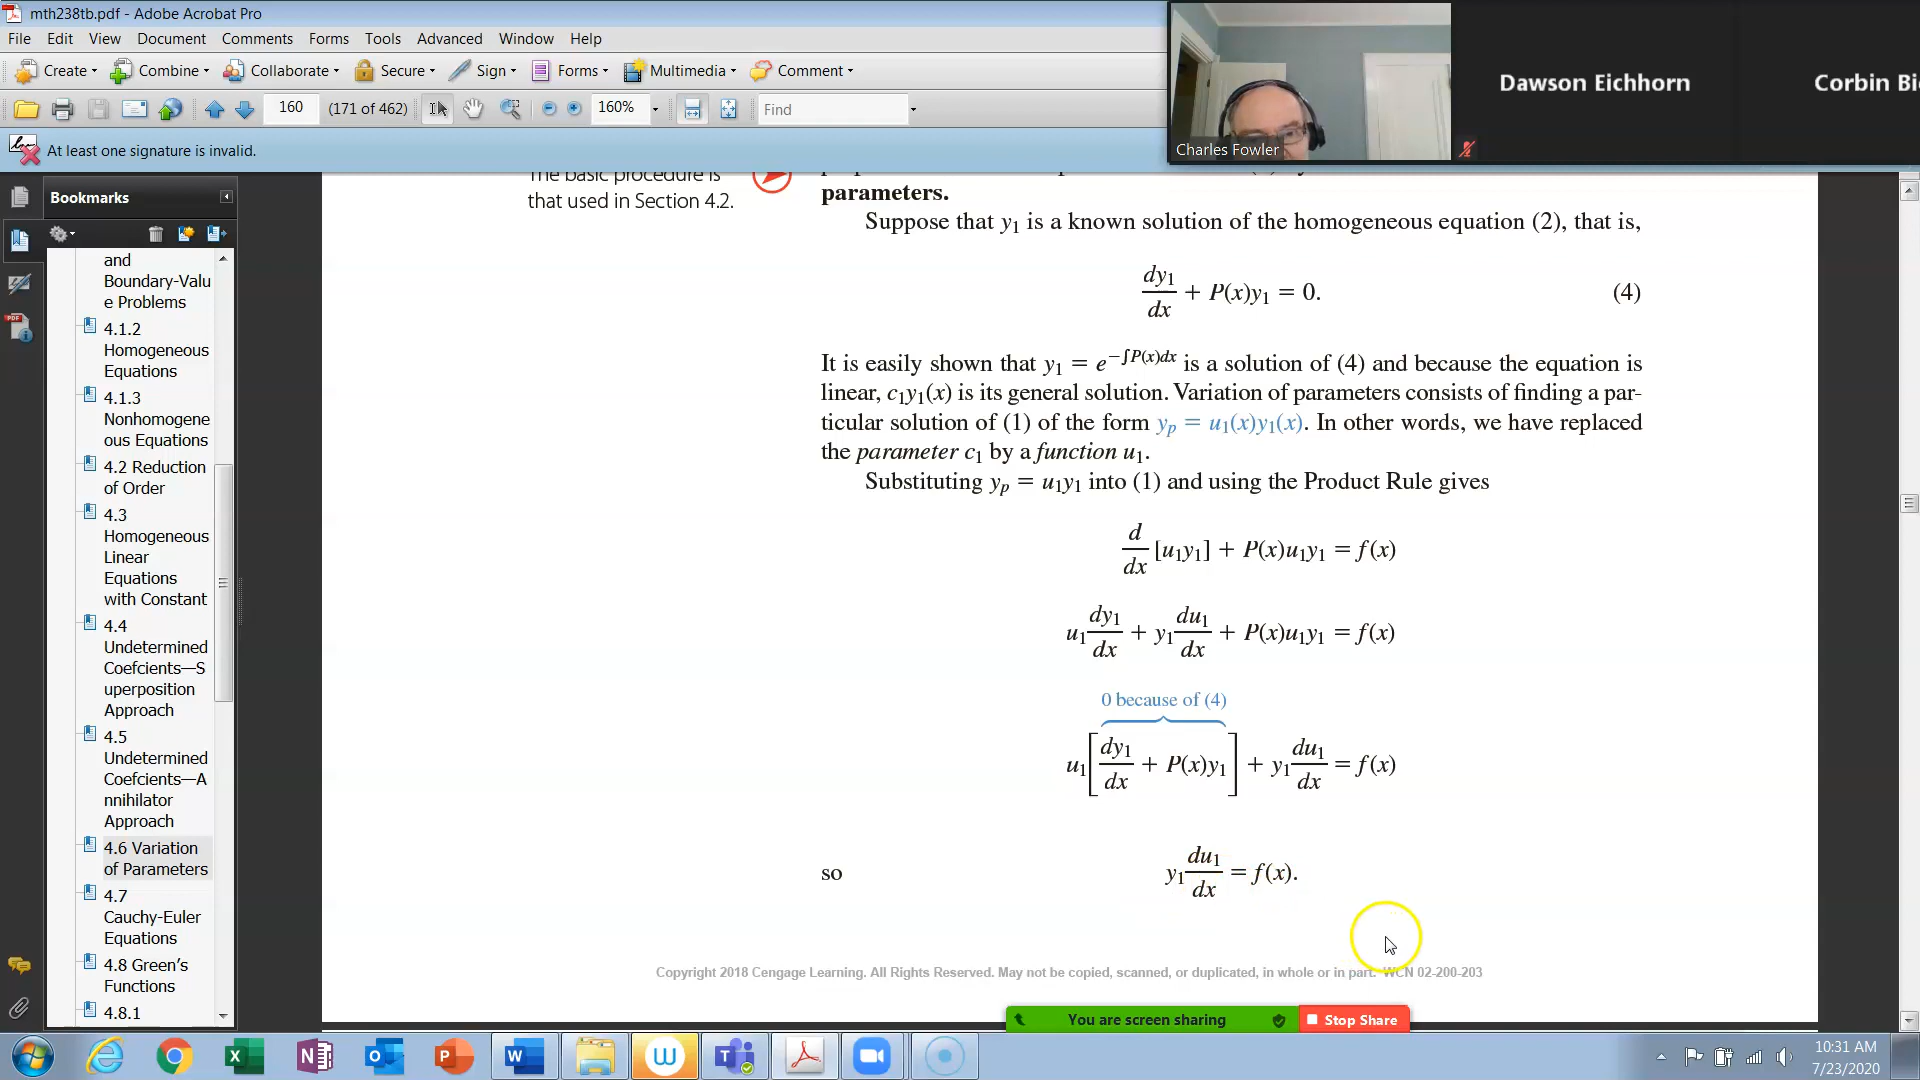 mth238tb.pdf - Adobe Acrobat Pro
File Edit View Document Comments Forms Tools Advanced Window Help
Create Combine Collaborate Secure Sign Forms Multimedia Comment
160 (171 of 462) 160% Find
At least one signature is invalid.
Charles Fowler
Dawson Eichhorn
Corbin
Bookmarks
and
Boundary-Valu
e Problems
4.1.2
Homogeneous
Equations
4.1.3
Nonhomogene
ous Equations
4.2 Reduction
of Order
4.3
Homogeneous
Linear
Equations
with Constant
4.4
Undetermined
Coefcients—S
uperposition
Approach
4.5
Undetermined
Coefcients—A
nnihilator
Approach
4.6 Variation
of Parameters
4.7
Cauchy-Euler
Equations
4.8 Green's
Functions
4.8.1
The basic procedure is
that used in Section 4.2.
parameters.
Suppose that y₁ is a known solution of the homogeneous equation (2), that is,
dy₁/dx + P(x)y₁ = 0. (4)
It is easily shown that y₁ = e^(−∫P(x)dx) is a solution of (4) and because the equation is
linear, c₁y₁(x) is its general solution. Variation of parameters consists of finding a par-
ticular solution of (1) of the form yₚ = u₁(x)y₁(x). In other words, we have replaced
the parameter c₁ by a function u₁.
Substituting yₚ = u₁y₁ into (1) and using the Product Rule gives
d/dx [u₁y₁] + P(x)u₁y₁ = f(x)
u₁ dy₁/dx + y₁ du₁/dx + P(x)u₁y₁ = f(x)
0 because of (4)
u₁[dy₁/dx + P(x)y₁] + y₁ du₁/dx = f(x)
so y₁ du₁/dx = f(x).
Copyright 2018 Cengage Learning. All Rights Reserved. May not be copied, scanned, or duplicated, in whole or in part. WCN 02-200-203
You are screen sharing Stop Share
10:31 AM
7/23/2020